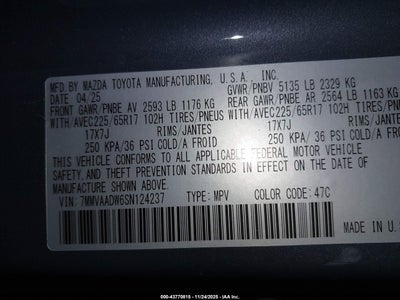 MFD. BY MAZDA TOYOTA MANUFACTURING, U.S.A., INC.
DATE 04/25 GVWR/PNBV 5135 LB 2329 KG
FRONT GAWR/PNBE AV 2593 LB 1176 KG REAR GAWR/PNBE AR 2564 LB 1163 KG
WITH/AVEC225/65R17 102H TIRES/PNEUS WITH/AVEC225/65R17 102H TIRES/PNEUS
17X7J RIMS/JANTES 17X7J RIMS/JANTES
250 KPA/36 PSI COLD/A FROID 250 KPA/36 PSI COLD/A FROID
THIS VEHICLE CONFORMS TO ALL APPLICABLE FEDERAL MOTOR VEHICLE
SAFETY, AND THEFT PREVENTION STANDARDS IN EFFECT ON THE DATE OF
MANUFACTURE SHOWN ABOVE.
VIN: 7MMVAADW6SN124237 TYPE: MPV COLOR CODE: 47C
MADE IN U.S
500-43770815 - 11/24/2025 - IAA Inc.